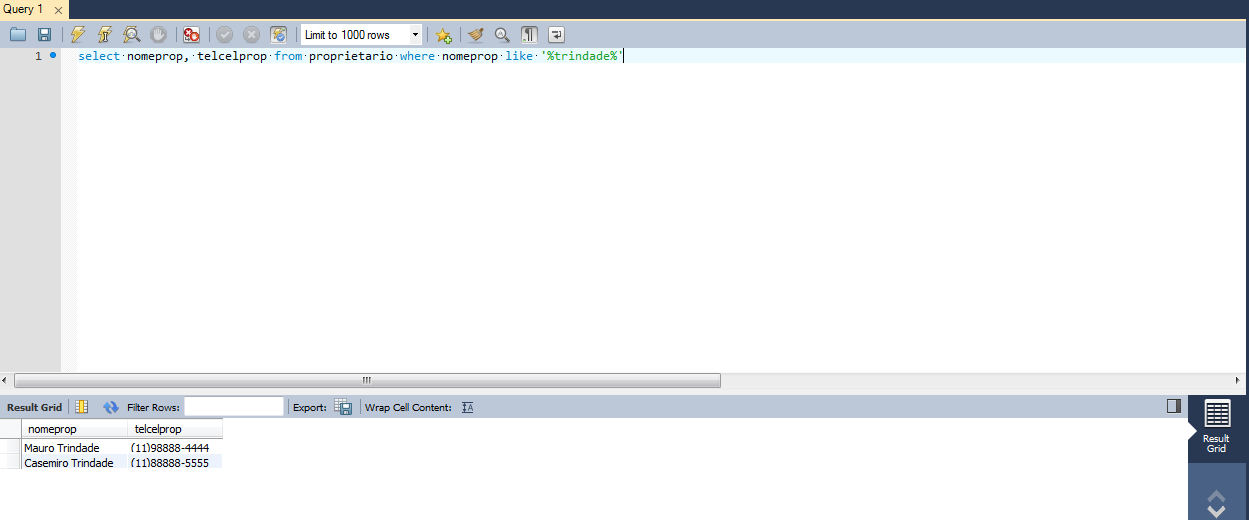 Query 1
Limit to 1000 rows
1
select nomeprop, telcelprop from proprietario where nomeprop like '%trindade%'
Result Grid Filter Rows: Export: Wrap Cell Content:
nomeprop telcelprop
Mauro Trindade (11)98888-4444
Casemiro Trindade (11)88888-5555
Result
Grid